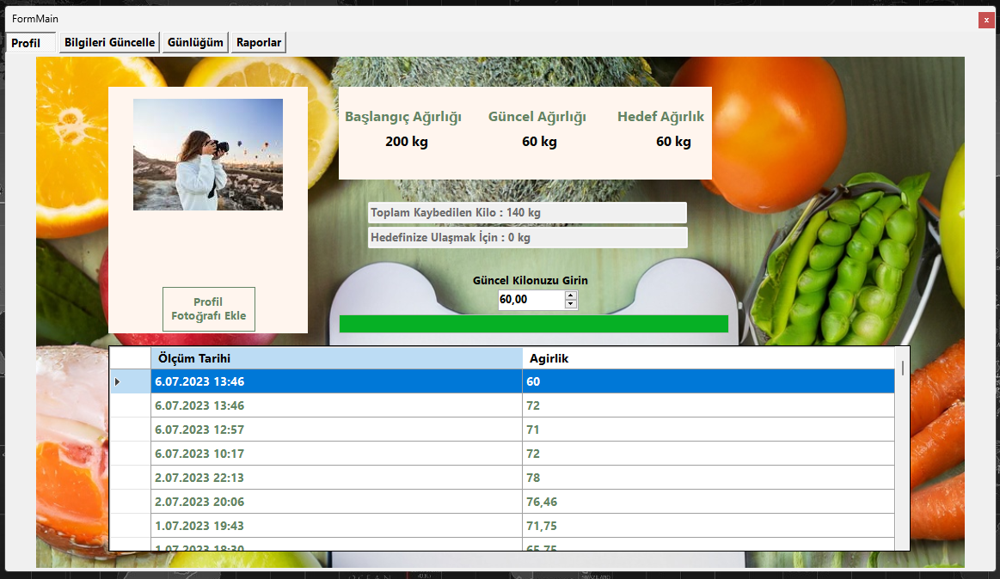 FormMain
x
Profil
Bilgileri Güncelle
Günlüğüm
Raporlar
Başlangıç Ağırlığı
Güncel Ağırlığı
Hedef Ağırlık
200 kg
60 kg
60 kg
Toplam Kaybedilen Kilo : 140 kg
Hedefinize Ulaşmak İçin : 0 kg
Güncel Kilonuzu Girin
60,00
Profil
Fotoğrafı Ekle
Ölçüm Tarihi Agirlik
6.07.2023 13:46 60
6.07.2023 13:46 72
6.07.2023 12:57 71
6.07.2023 10:17 72
2.07.2023 22:13 78
2.07.2023 20:06 76,46
1.07.2023 19:43 71,75
1.07.2023 18:30 65,75
OCEAN